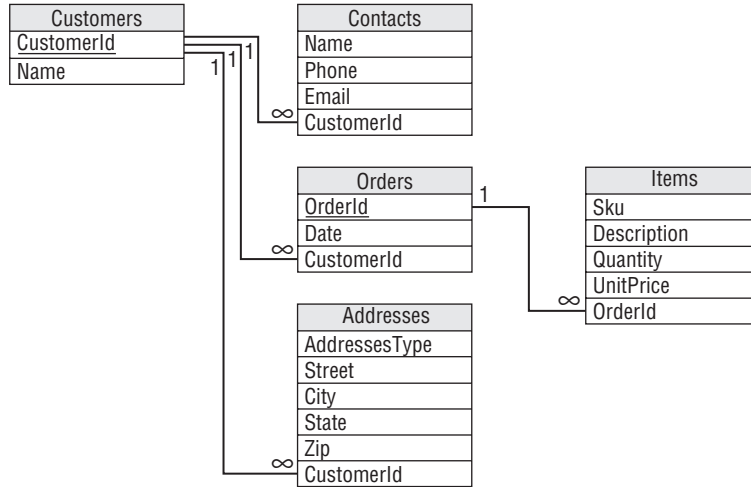 Customers
CustomerId
Name
1
1
1
Contacts
Name
Phone
Email
CustomerId
∞
Orders
OrderId
Date
CustomerId
∞
1
Items
Sku
Description
Quantity
UnitPrice
OrderId
∞
Addresses
AddressesType
Street
City
State
Zip
CustomerId
∞